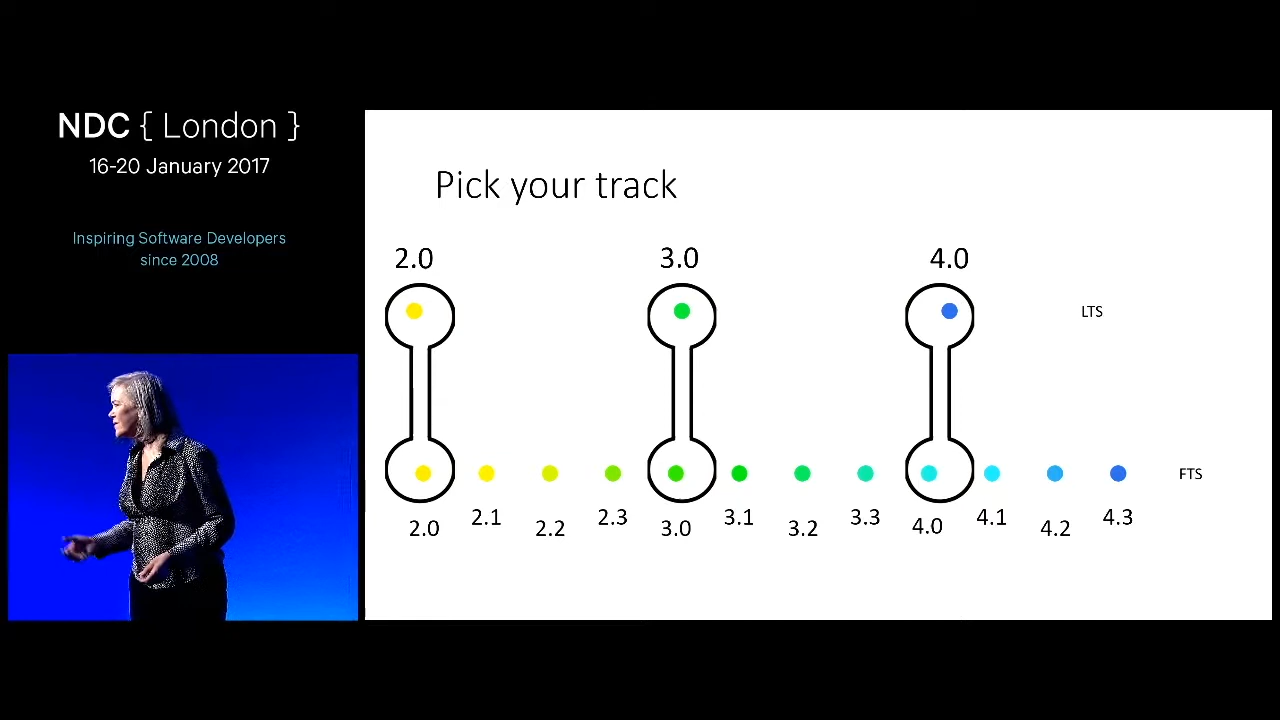 NDC { London }
16-20 January 2017
Inspiring Software Developers
since 2008
Pick your track
2.0 3.0 4.0
LTS
FTS
2.0 2.1 2.2 2.3 3.0 3.1 3.2 3.3 4.0 4.1 4.2 4.3